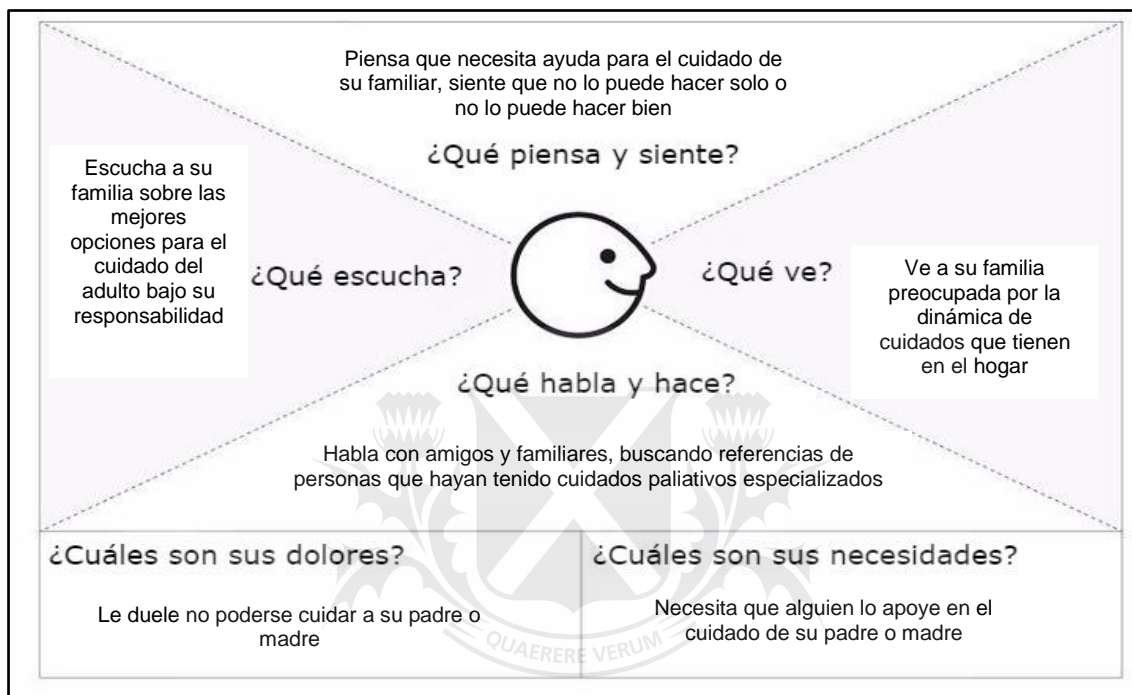 Piensa que necesita ayuda para el cuidado de
su familiar, siente que no lo puede hacer solo o
no lo puede hacer bien
¿Qué piensa y siente?
Escucha a su
familia sobre las
mejores
opciones para el
cuidado del
adulto bajo su
responsabilidad
¿Qué escucha?
¿Qué ve?
Ve a su familia
preocupada por la
dinámica de
cuidados que tienen
en el hogar
¿Qué habla y hace?
Habla con amigos y familiares, buscando referencias de
personas que hayan tenido cuidados paliativos especializados
¿Cuáles son sus dolores?
Le duele no poderse cuidar a su padre o
madre
¿Cuáles son sus necesidades?
Necesita que alguien lo apoye en el
cuidado de su padre o madre
QUAERERE VERUM